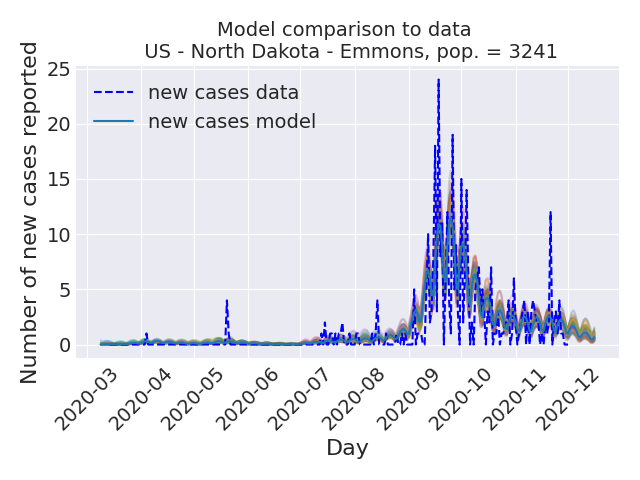 Model comparison to data
US - North Dakota - Emmons, pop. = 3241
Number of new cases reported
25
20
15
10
5
0
new cases data
new cases model
2020-03
2020-04
2020-05
2020-06
2020-07
2020-08
2020-09
2020-10
2020-11
2020-12
Day